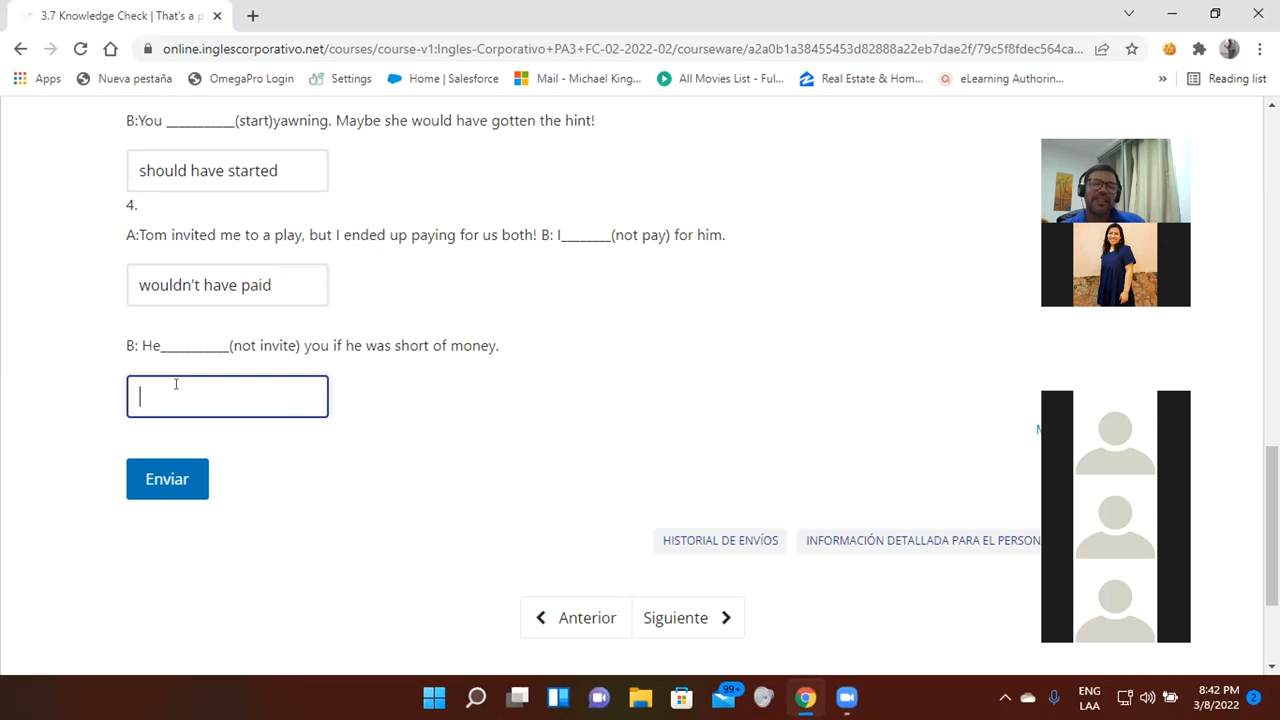 3.7 Knowledge Check | That's a p
online.inglescorporativo.net/courses/course-v1:Ingles-Corporativo+PA3+FC-02-2022-02/courseware/a2a0b1a38455453d82888a22eb7dae2f/79c5f8fdec564ca...
Apps Nueva pestaña OmegaPro Login Settings Home | Salesforce Mail - Michael King... All Movies List - Ful... Real Estate & Hom... eLearning Authorin... » Reading list
B:You ___________(start)yawning. Maybe she would have gotten the hint!
should have started
4.
A:Tom invited me to a play, but I ended up paying for us both! B: I________(not pay) for him.
wouldn't have paid
B: He___________(not invite) you if he was short of money.
Enviar
HISTORIAL DE ENVÍOS INFORMACIÓN DETALLADA PARA EL PERSON
Anterior Siguiente
99+
ENG
LAA
8:42 PM
3/8/2022
2